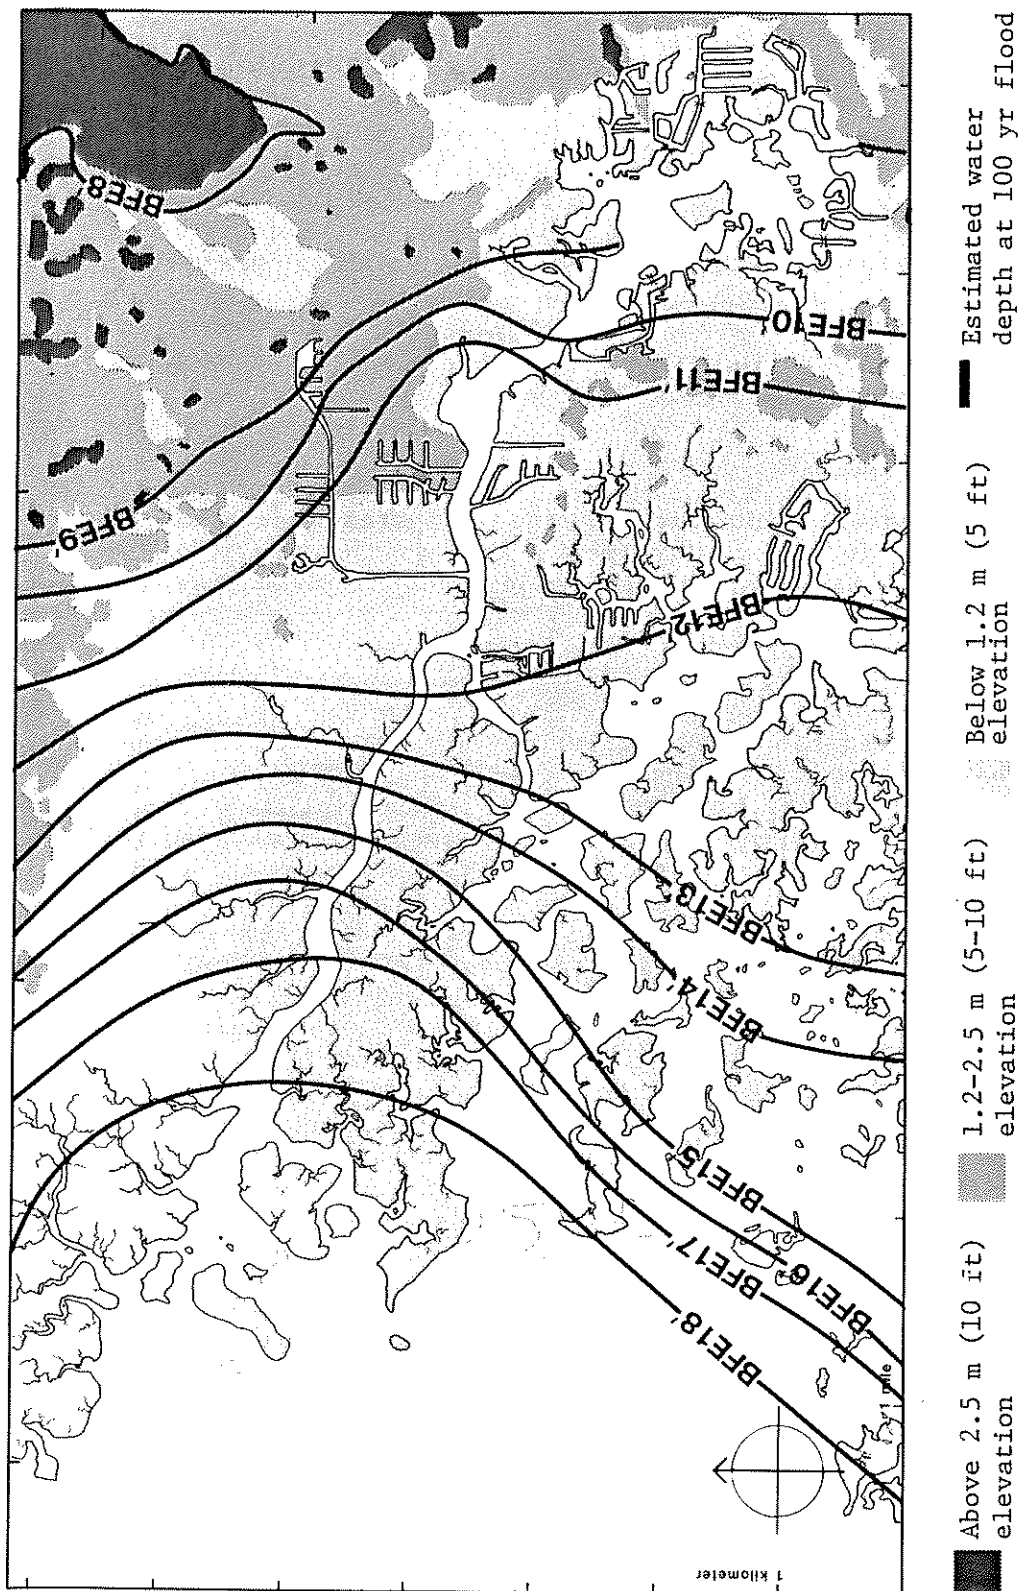 BFE8'
BFE9'
BFE10'
BFE11'
BFE12'
BFE13'
BFE14'
BFE15'
BFE16'
BFE17'
BFE18'
1 mile
1 kilometer
Above 2.5 m (10 ft)
elevation
1.2-2.5 m (5-10 ft)
elevation
Below 1.2 m (5 ft)
elevation
Estimated water
depth at 100 yr flood